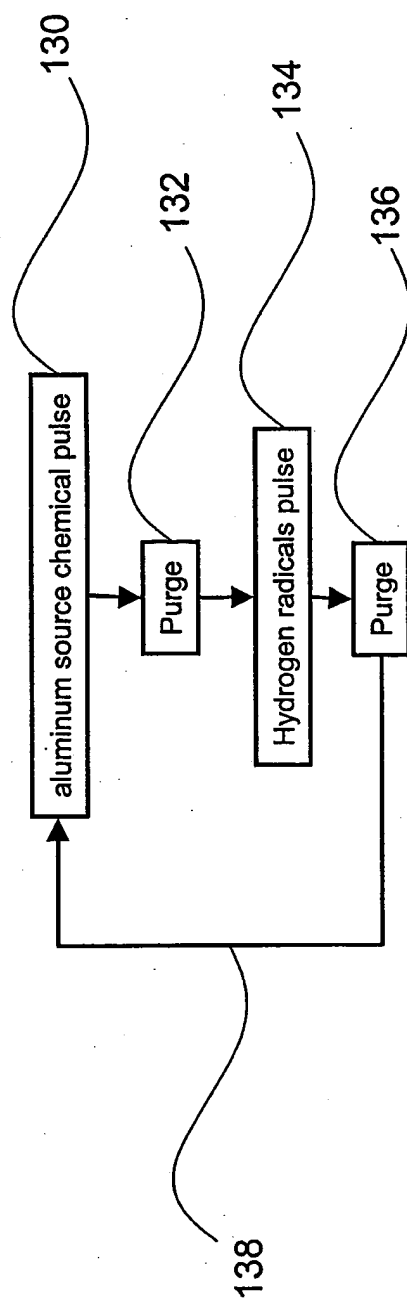 130
aluminum source chemical pulse
132
Purge
134
Hydrogen radicals pulse
136
Purge
138